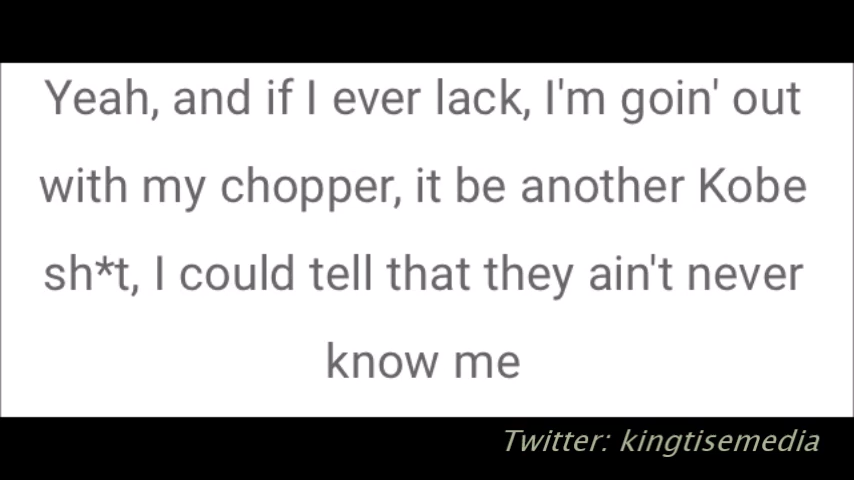 Yeah, and if I ever lack, I'm goin' out
with my chopper, it be another Kobe
sh*t, I could tell that they ain't never
know me
Twitter: kingtisemedia